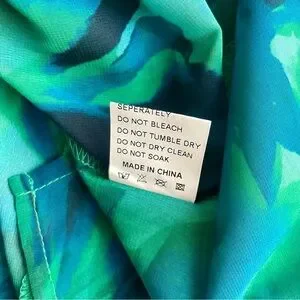 SEPERATELY
DO NOT BLEACH
DO NOT TUMBLE DRY
DO NOT DRY CLEAN
DO NOT SOAK
MADE IN CHINA